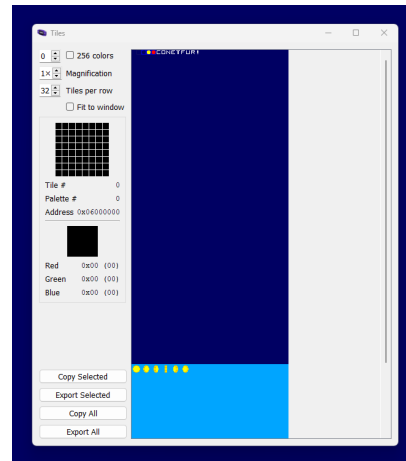 Tiles
0 256 colors
1× Magnification
32 Tiles per row
Fit to window
CONETFUR!
Tile # 0
Palette # 0
Address 0x06000000
Red 0x00 (00)
Green 0x00 (00)
Blue 0x00 (00)
Copy Selected
Export Selected
Copy All
Export All